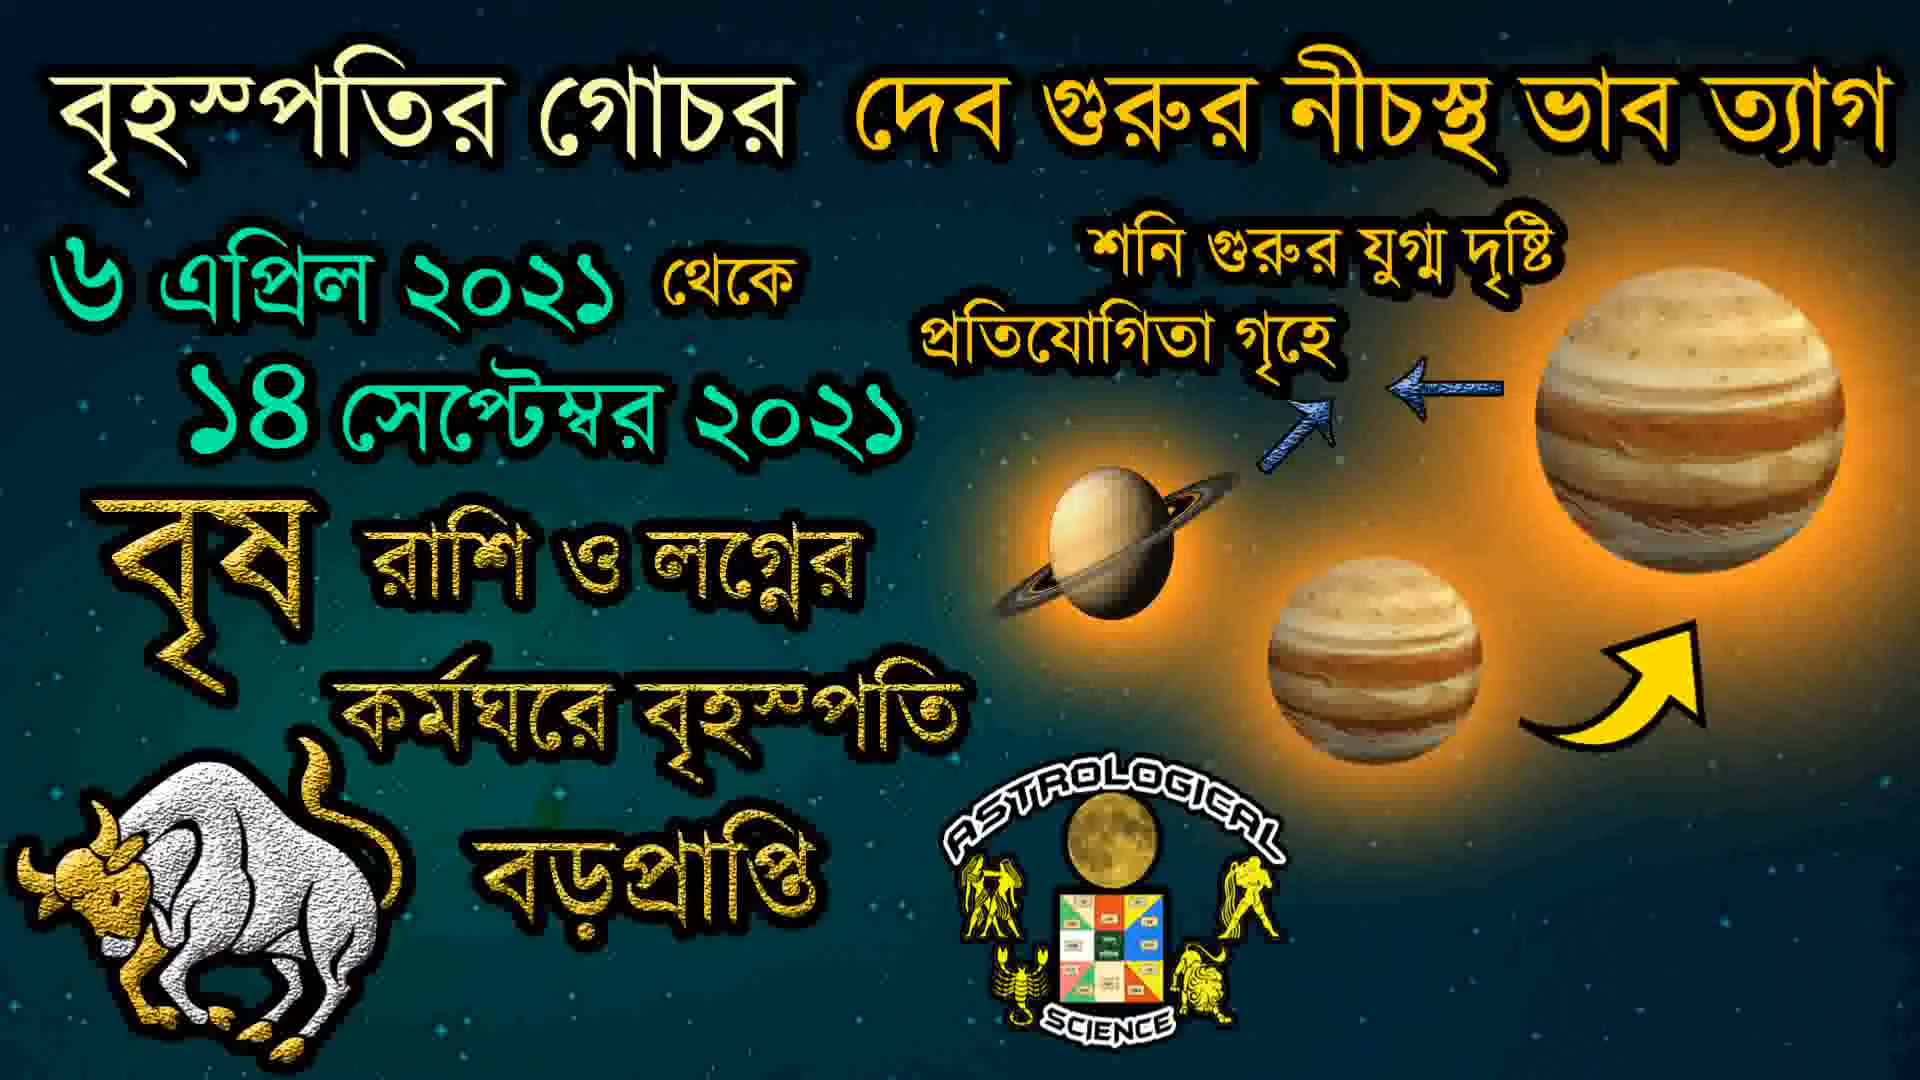 বৃহস্পতির গোচর দেব গুরুর নীচস্থ ভাব ত্যাগ
৬ এপ্রিল ২০২১ থেকে
১৪ সেপ্টেম্বর ২০২১
শনি গুরুর যুগ্ম দৃষ্টি
প্রতিযোগিতা গৃহে
বৃষ রাশি ও লগ্নের
কর্মঘরে বৃহস্পতি
বড়প্রাপ্তি
ASTROLOGICAL
SCIENCE